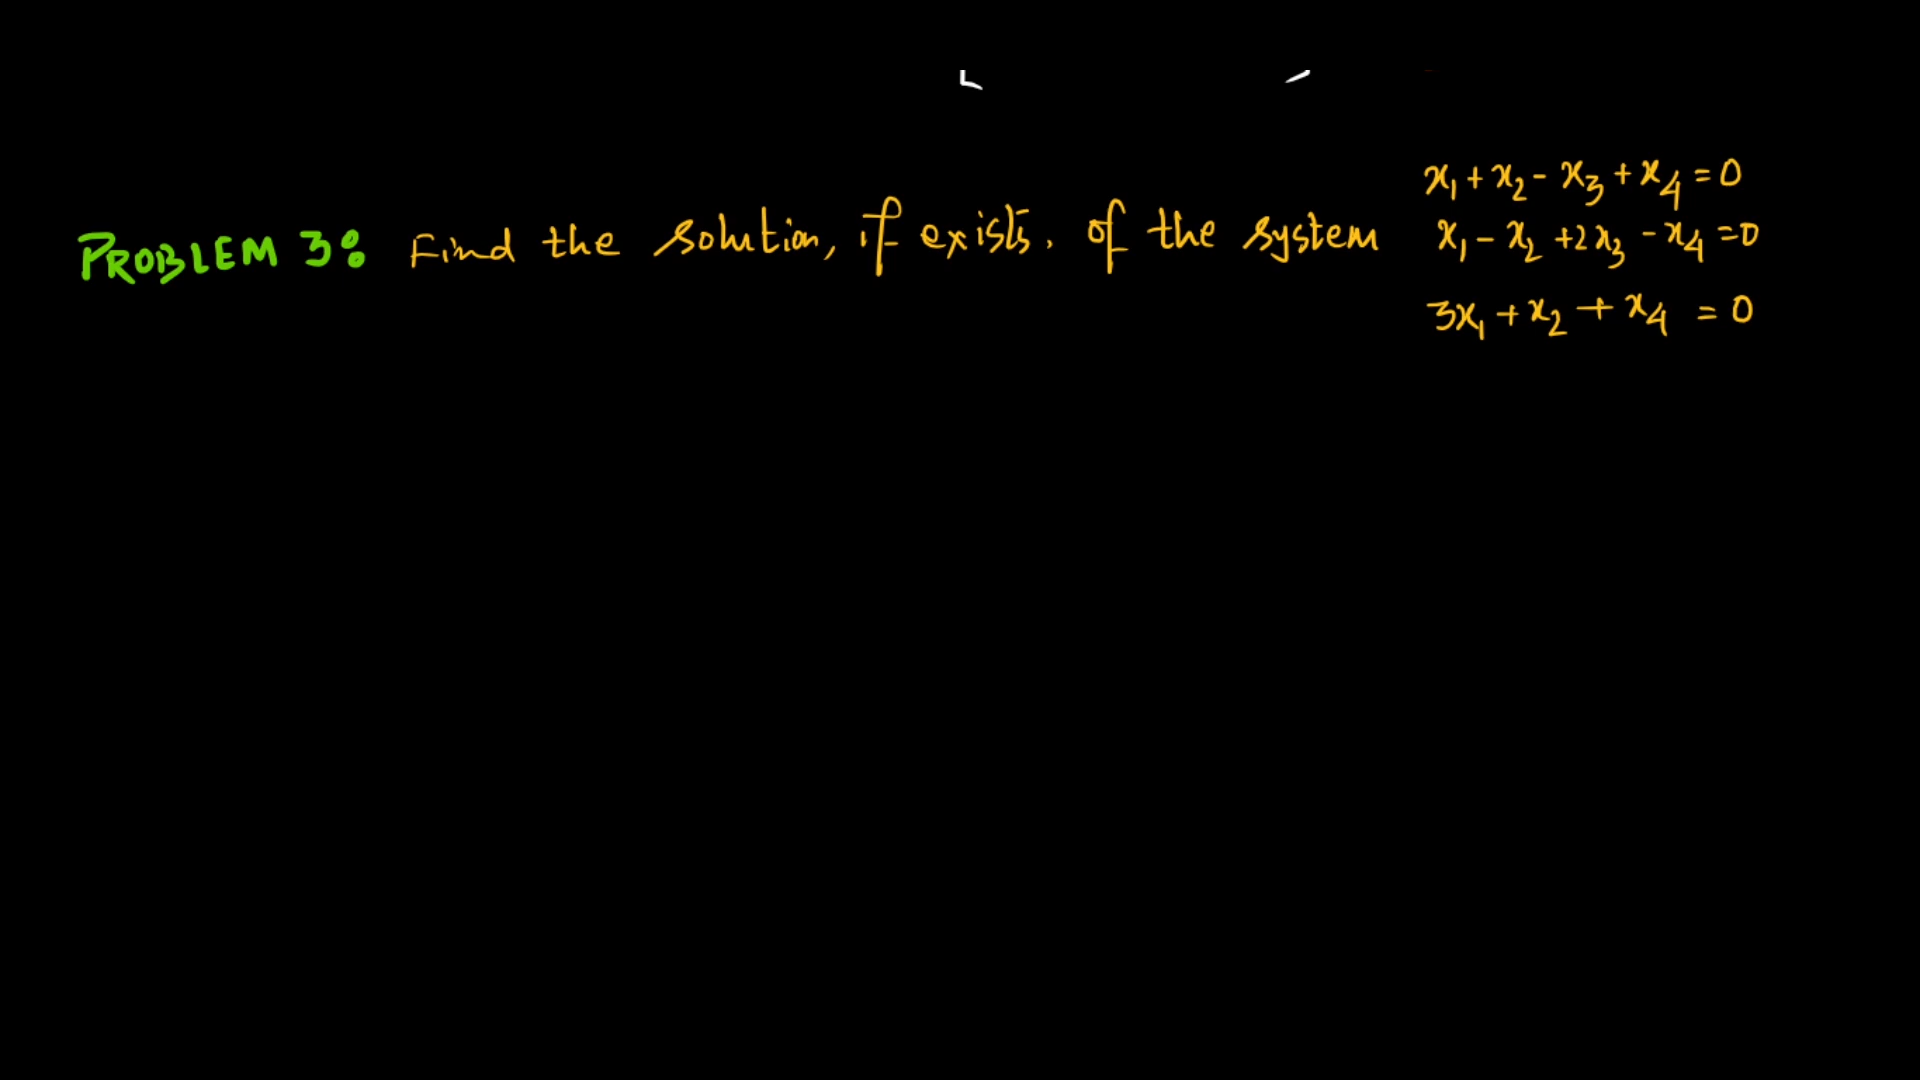 x₁ + x₂ - x₃ + x₄ = 0
PROBLEM 3: Find the solution, if exists, of the system x₁ - x₂ + 2x₃ - x₄ = 0
3x₁ + x₂ + x₄ = 0